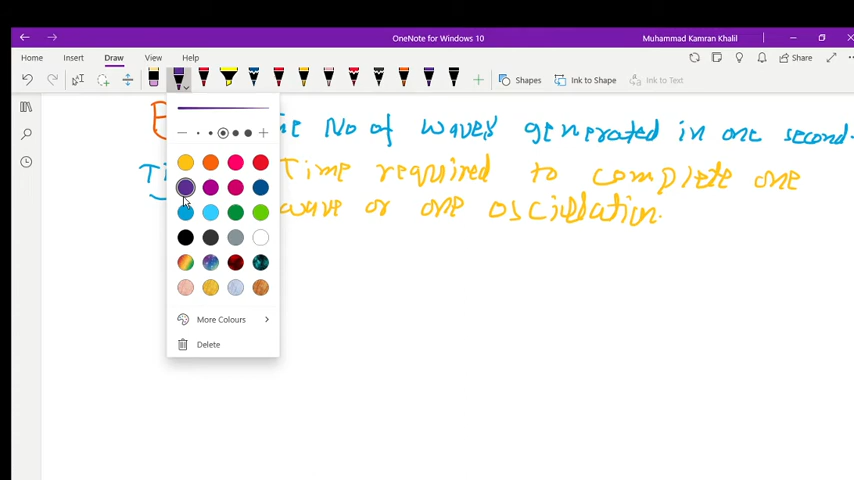 OneNote for Windows 10
Muhammad Kamran Khalil
Home Insert Draw View Help
Share
Shapes Ink to Shape Ink to Text
No of waves generated in one second.
Time required to complete one
wave or one oscillation.
More Colours
Delete